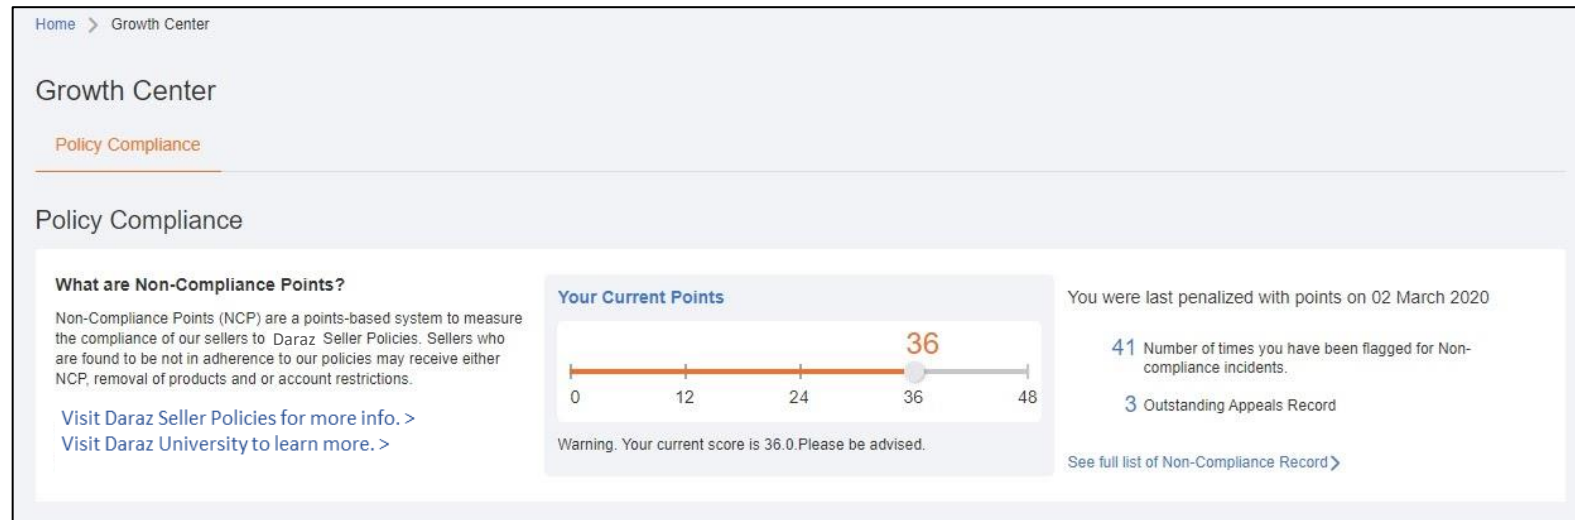 Home > Growth Center
Growth Center
Policy Compliance
Policy Compliance
What are Non-Compliance Points?
Non-Compliance Points (NCP) are a points-based system to measure
the compliance of our sellers to Daraz Seller Policies. Sellers who
are found to be not in adherence to our policies may receive either
NCP, removal of products and or account restrictions.
Visit Daraz Seller Policies for more info. >
Visit Daraz University to learn more. >
Your Current Points
36
0 12 24 36 48
Warning. Your current score is 36.0.Please be advised.
You were last penalized with points on 02 March 2020
41 Number of times you have been flagged for Non-
compliance incidents.
3 Outstanding Appeals Record
See full list of Non-Compliance Record >